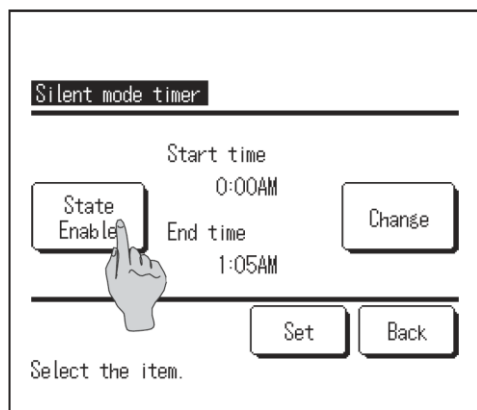 Silent mode timer
Start time
0:00AM
State
Enable
End time
1:05AM
Change
Set
Back
Select the item.